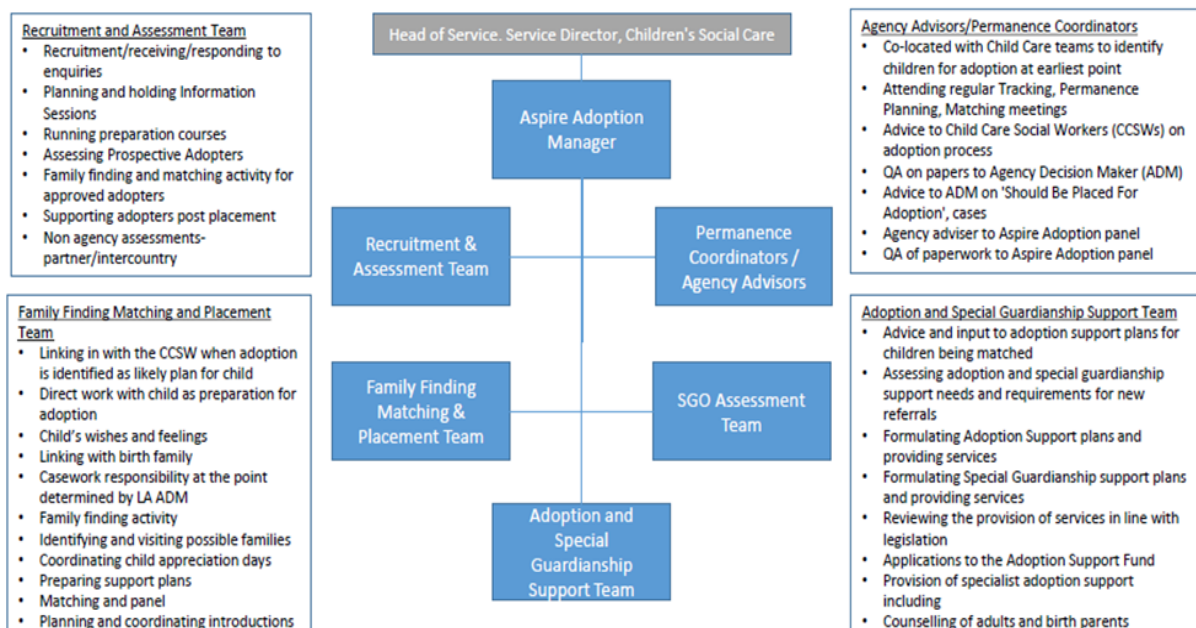 Recruitment and Assessment Team
• Recruitment/receiving/responding to
enquiries
• Planning and holding Information
Sessions
• Running preparation courses
• Assessing Prospective Adopters
• Family finding and matching activity for
approved adopters
• Supporting adopters post placement
• Non agency assessments-
partner/intercountry
Head of Service. Service Director, Children's Social Care
Aspire Adoption
Manager
Agency Advisors/Permanence Coordinators
• Co-located with Child Care teams to identify
children for adoption at earliest point
• Attending regular Tracking, Permanence
Planning, Matching meetings
• Advice to Child Care Social Workers (CCSWs) on
adoption process
• QA on papers to Agency Decision Maker (ADM)
• Advice to ADM on 'Should Be Placed For
Adoption', cases
• Agency adviser to Aspire Adoption panel
• QA of paperwork to Aspire Adoption panel
Recruitment &
Assessment Team
Permanence
Coordinators /
Agency Advisors
Family Finding Matching and Placement
Team
• Linking in with the CCSW when adoption
is identified as likely plan for child
• Direct work with child as preparation for
adoption
• Child's wishes and feelings
• Linking with birth family
• Casework responsibility at the point
determined by LA ADM
• Family finding activity
• Identifying and visiting possible families
• Coordinating child appreciation days
• Preparing support plans
• Matching and panel
• Planning and coordinating introductions
Family Finding
Matching &
Placement Team
SGO Assessment
Team
Adoption and
Special
Guardianship
Support Team
Adoption and Special Guardianship Support Team
• Advice and input to adoption support plans for
children being matched
• Assessing adoption and special guardianship
support needs and requirements for new
referrals
• Formulating Adoption Support plans and
providing services
• Formulating Special Guardianship support plans
and providing services
• Reviewing the provision of services in line with
legislation
• Applications to the Adoption Support Fund
• Provision of specialist adoption support
including
• Counselling of adults and birth parents